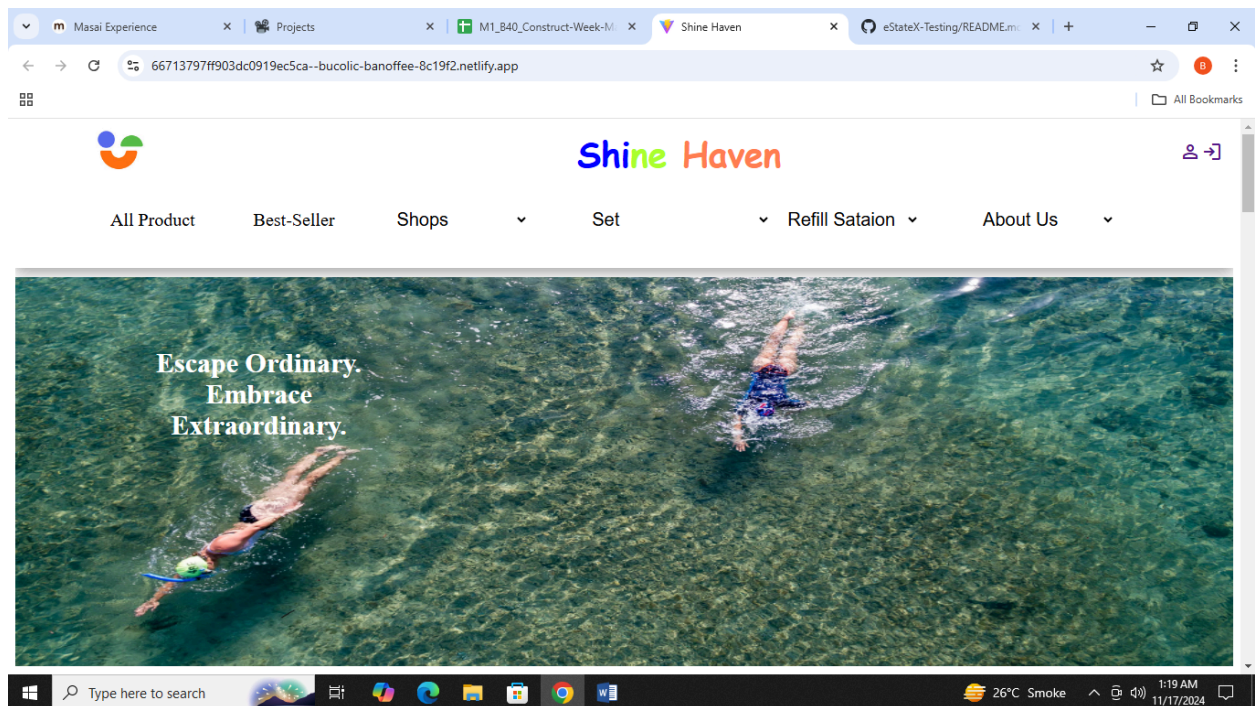 m Masai Experience
Projects
M1_B40_Construct-Week-M
Shine Haven
eStateX-Testing/README.m
66713797ff903dc0919ec5ca--bucolic-banoffee-8c19f2.netlify.app
B
All Bookmarks
Shine Haven
All Product Best-Seller Shops Set Refill Sataion About Us
Escape Ordinary.
Embrace
Extraordinary.
Type here to search
26°C Smoke
1:19 AM
11/17/2024